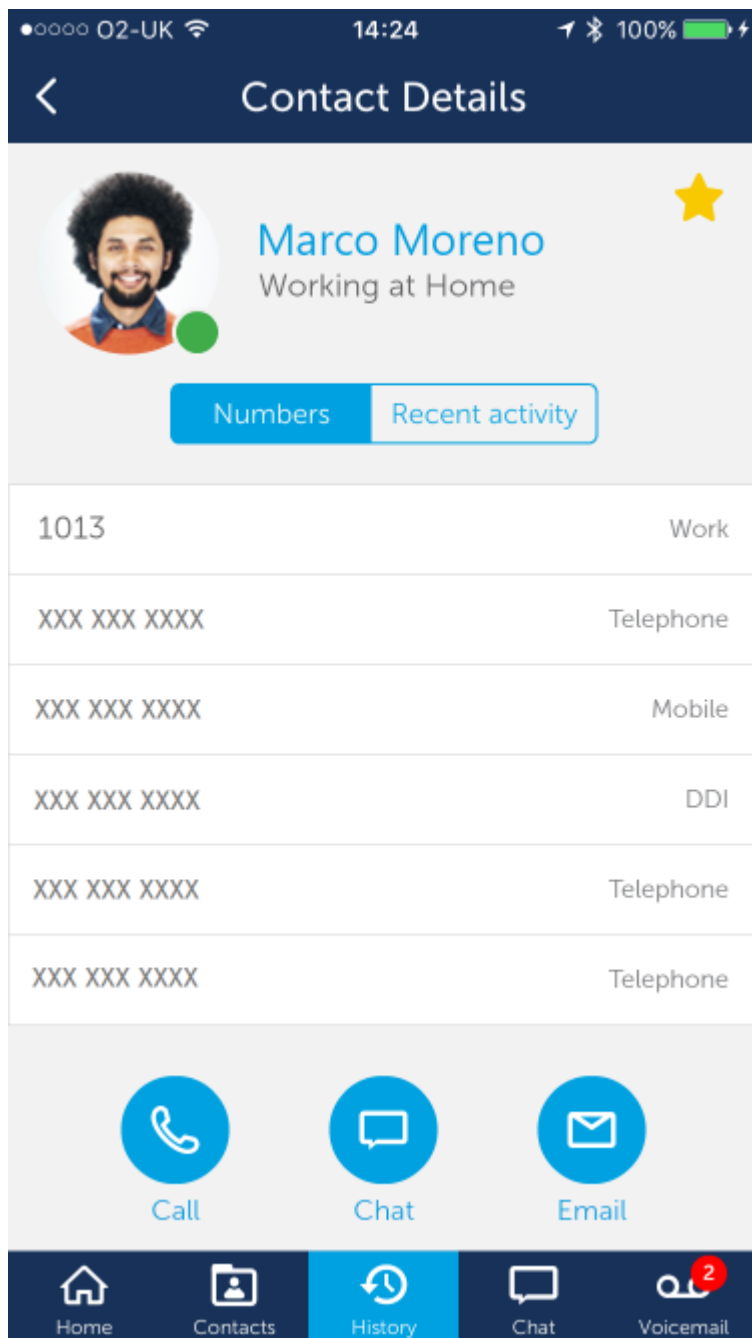 O2-UK 14:24 100%
Contact Details
Marco Moreno
Working at Home
Numbers Recent activity
1013 Work
XXX XXX XXXX Telephone
XXX XXX XXXX Mobile
XXX XXX XXXX DDI
XXX XXX XXXX Telephone
XXX XXX XXXX Telephone
Call Chat Email
2
Home Contacts History Chat Voicemail